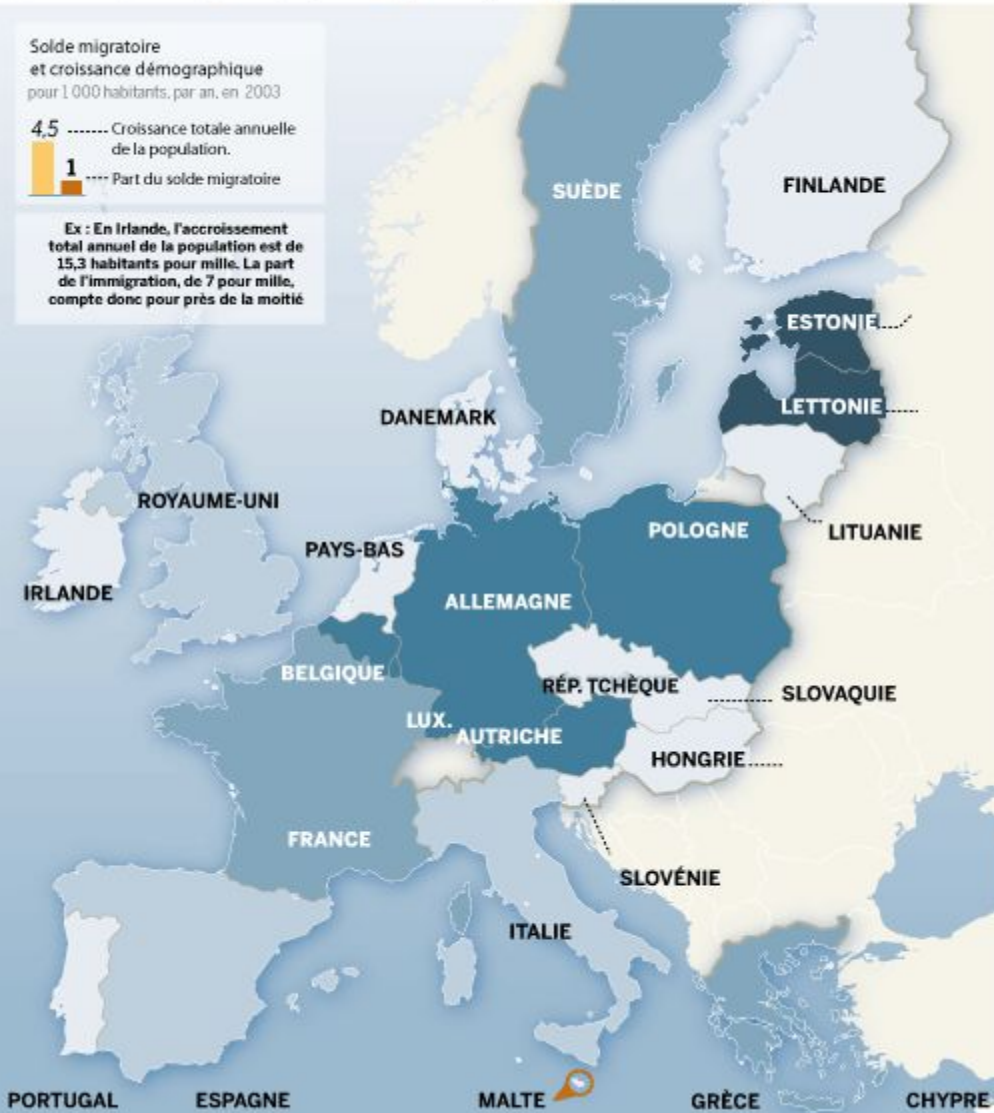 Solde migratoire
et croissance démographique
pour 1 000 habitants, par an, en 2003
4,5 Croissance totale annuelle
de la population.
1 Part du solde migratoire
Ex : En Irlande, l'accroissement
total annuel de la population est de
15,3 habitants pour mille. La part
de l'immigration, de 7 pour mille,
compte donc pour près de la moitié
SUÈDE
FINLANDE
ESTONIE
LETTONIE
DANEMARK
ROYAUME-UNI
POLOGNE
LITUANIE
PAYS-BAS
IRLANDE
ALLEMAGNE
BELGIQUE
RÉP. TCHÈQUE
SLOVAQUIE
LUX.
AUTRICHE
HONGRIE
FRANCE
SLOVÉNIE
ITALIE
PORTUGAL
ESPAGNE
MALTE
GRÈCE
CHYPRE